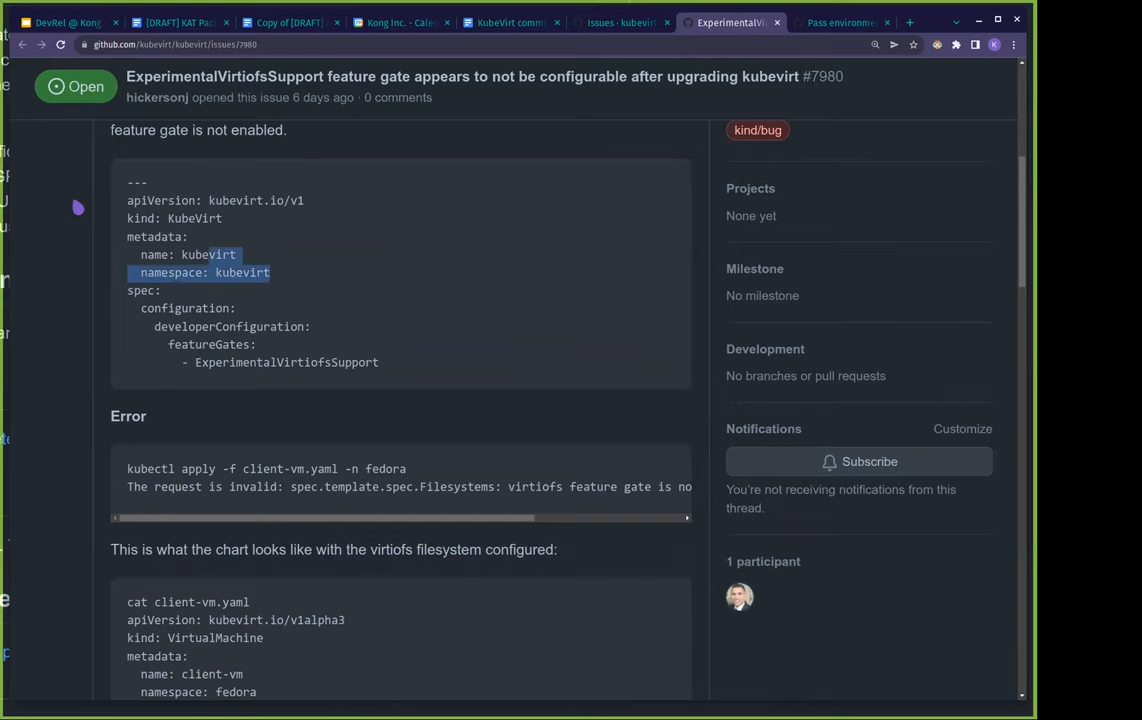 DevRel @ Kong
[DRAFT] KAT Pac
Copy of [DRAFT]
Kong Inc. - Caler
KubeVirt comm
Issues · kubevirt
ExperimentalVir
Pass environme
github.com/kubevirt/kubevirt/issues/7980
K
Open
ExperimentalVirtiofsSupport feature gate appears to not be configurable after upgrading kubevirt #7980
hickersonj opened this issue 6 days ago · 0 comments
feature gate is not enabled.
---
apiVersion: kubevirt.io/v1
kind: KubeVirt
metadata:
name: kubevirt
namespace: kubevirt
spec:
configuration:
developerConfiguration:
featureGates:
- ExperimentalVirtiofsSupport
Error
kubectl apply -f client-vm.yaml -n fedora
The request is invalid: spec.template.spec.Filesystems: virtiofs feature gate is no
This is what the chart looks like with the virtiofs filesystem configured:
cat client-vm.yaml
apiVersion: kubevirt.io/v1alpha3
kind: VirtualMachine
metadata:
name: client-vm
namespace: fedora
kind/bug
Projects
None yet
Milestone
No milestone
Development
No branches or pull requests
Notifications
Customize
Subscribe
You're not receiving notifications from this
thread.
1 participant